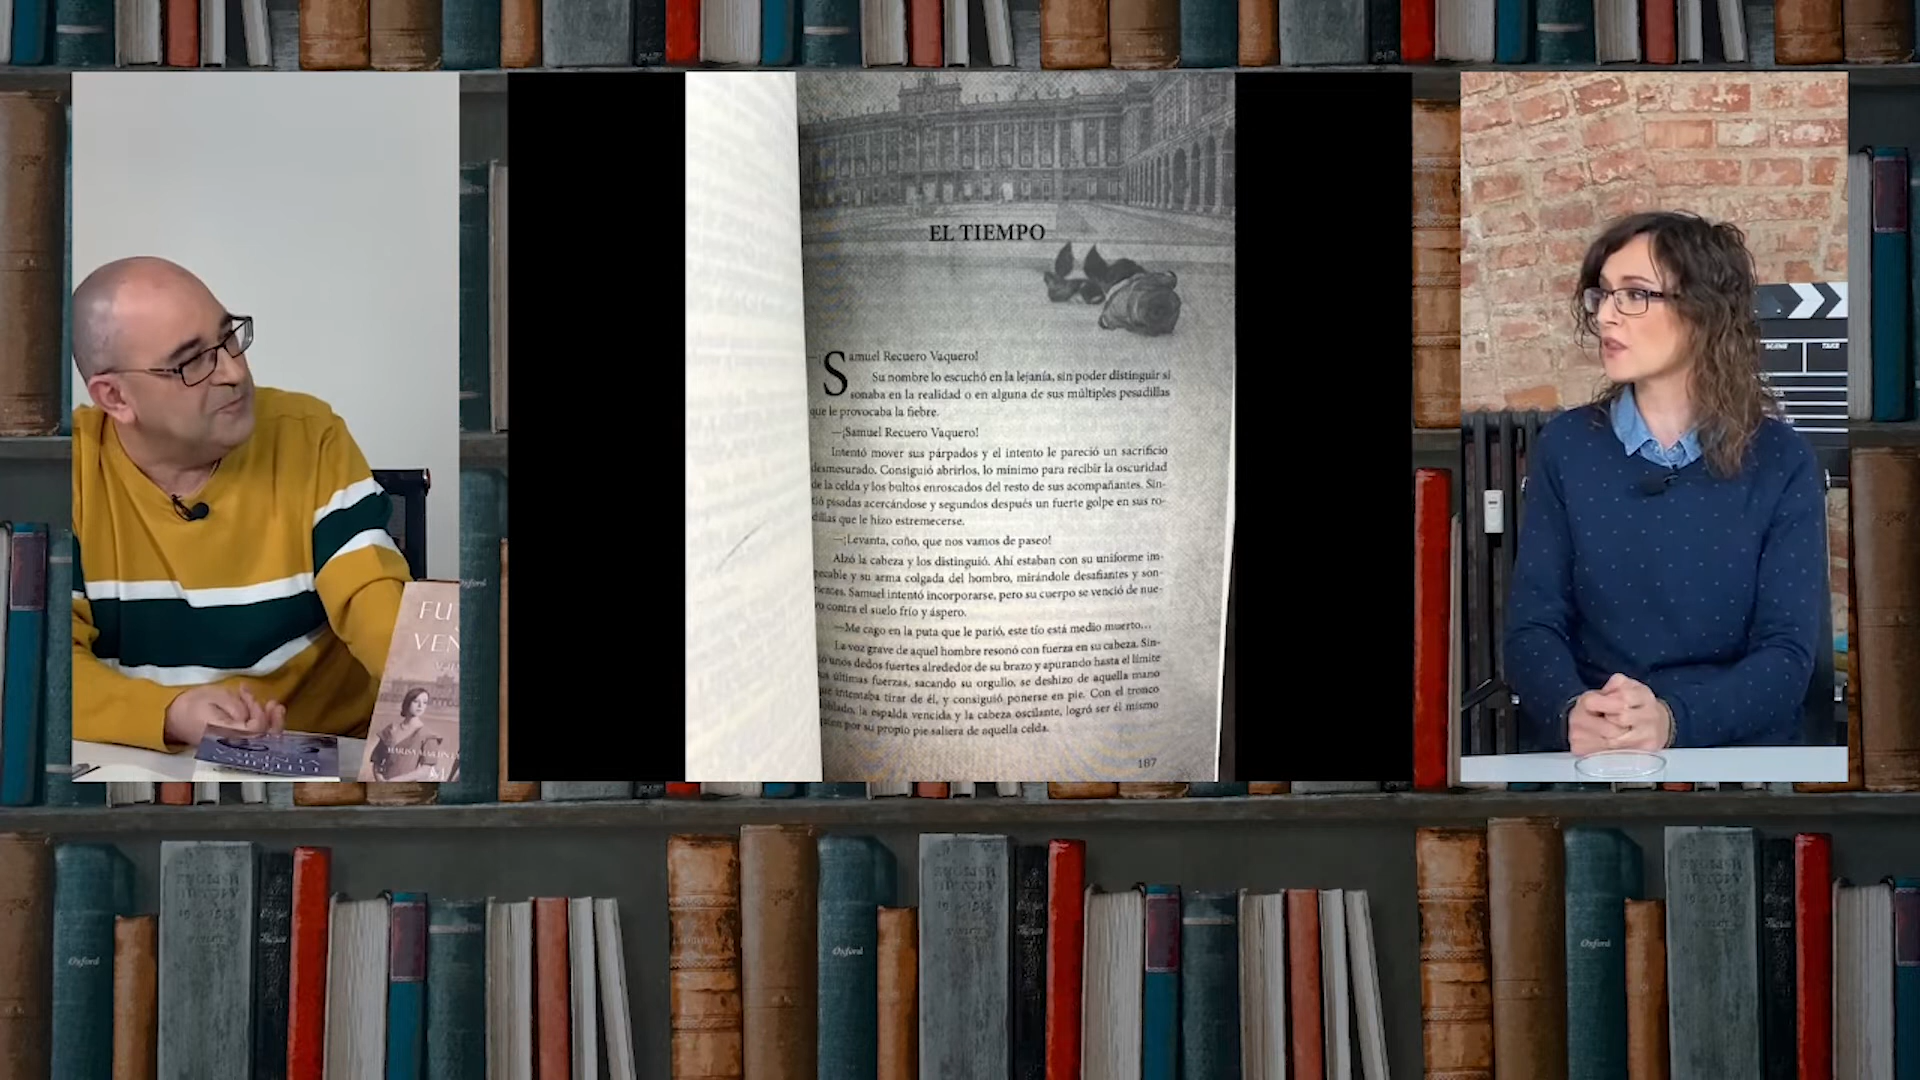 EL TIEMPO
—¡Samuel Recuero Vaquero!
Su nombre lo escuchó en la lejanía, sin poder distinguir si
sonaba en la realidad o en alguna de sus múltiples pesadillas
que le provocaba la fiebre.
—¡Samuel Recuero Vaquero!
Intentó mover sus párpados y el intento le pareció un sacrificio
desmesurado. Consiguió abrirlos, lo mínimo para recibir la oscuridad
de la celda y los bultos enroscados del resto de sus acompañantes. Sin-
tió pisadas acercándose y segundos después un fuerte golpe en sus ro-
dillas que le hizo estremecerse.
—¡Levanta, coño, que nos vamos de paseo!
Alzó la cabeza y los distinguió. Ahí estaban con su uniforme im-
pecable y su arma colgada del hombro, mirándole desafiantes y son-
rientes. Samuel intentó incorporarse, pero su cuerpo se venció de nue-
vo contra el suelo frío y áspero.
—Me cago en la puta que le parió, este tío está medio muerto...
La voz grave de aquel hombre resonó con fuerza en su cabeza. Sin-
unos dedos fuertes alrededor de su brazo y apurando hasta el límite
últimas fuerzas, sacando su orgullo, se deshizo de aquella mano
que intentaba tirar de él, y consiguió ponerse en pie. Con el tronco
doblado, la espalda vencida y la cabeza oscilante, logró ser él mismo
quien por su propio pie saliera de aquella celda.
187
FU
VEN
SCENE TAKE
Oxford
Oxford
Oxford
Oxford
ENGLISH
HISTORY